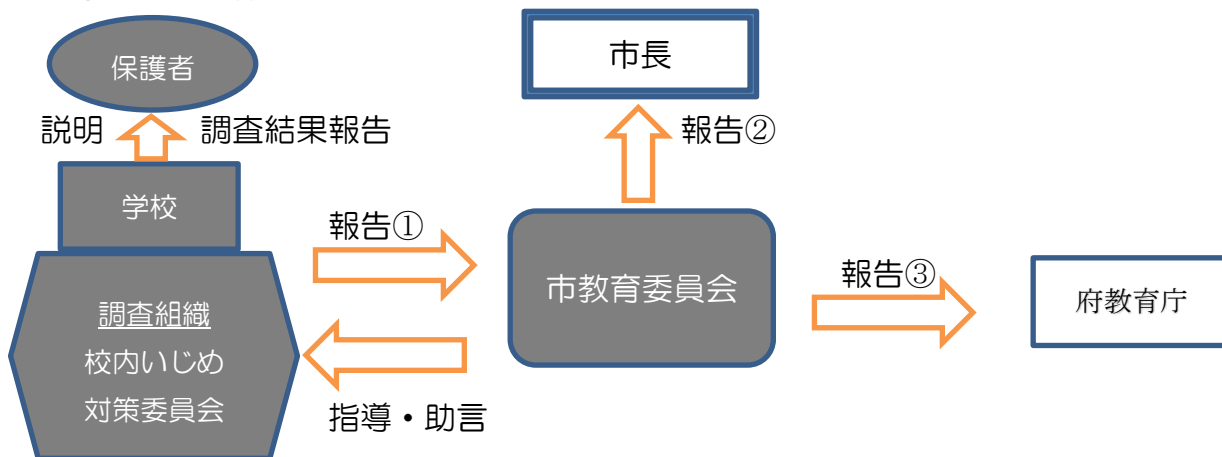 保護者
市長
説明
調査結果報告
報告②
学校
報告①
市教育委員会
報告③
府教育庁
調査組織
校内いじめ
対策委員会
指導・助言